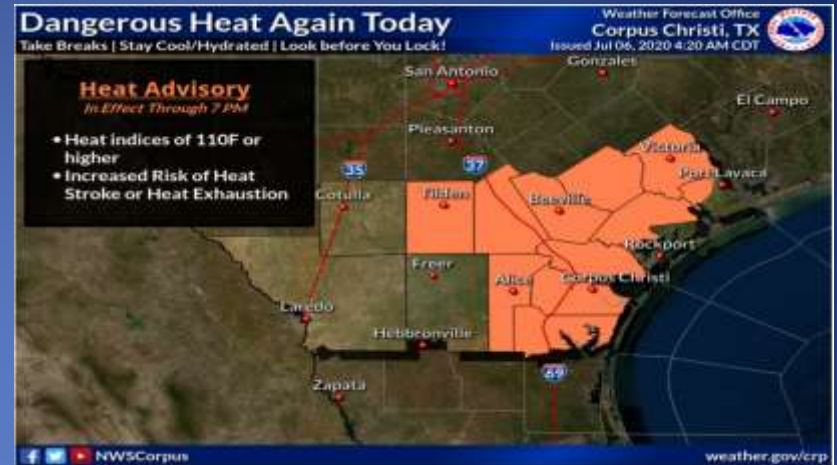 Dangerous Heat Again Today
Take Breaks | Stay Cool/Hydrated | Look before You Lock!
Weather Forecast Office
Corpus Christi, TX
Issued Jul 06, 2020 4:20 AM CDT
Heat Advisory
In Effect Through 7 PM
• Heat indices of 110F or
higher
• Increased Risk of Heat
Stroke or Heat Exhaustion
San Antonio
Gonzales
El Campo
Pleasanton
Victoria
35
37
Port Lavaca
Cotulla
Tilden
Beeville
Rockport
Freer
Alice
Corpus Christi
Laredo
Hebbronville
69
Zapata
NWSCorpus
weather.gov/crp